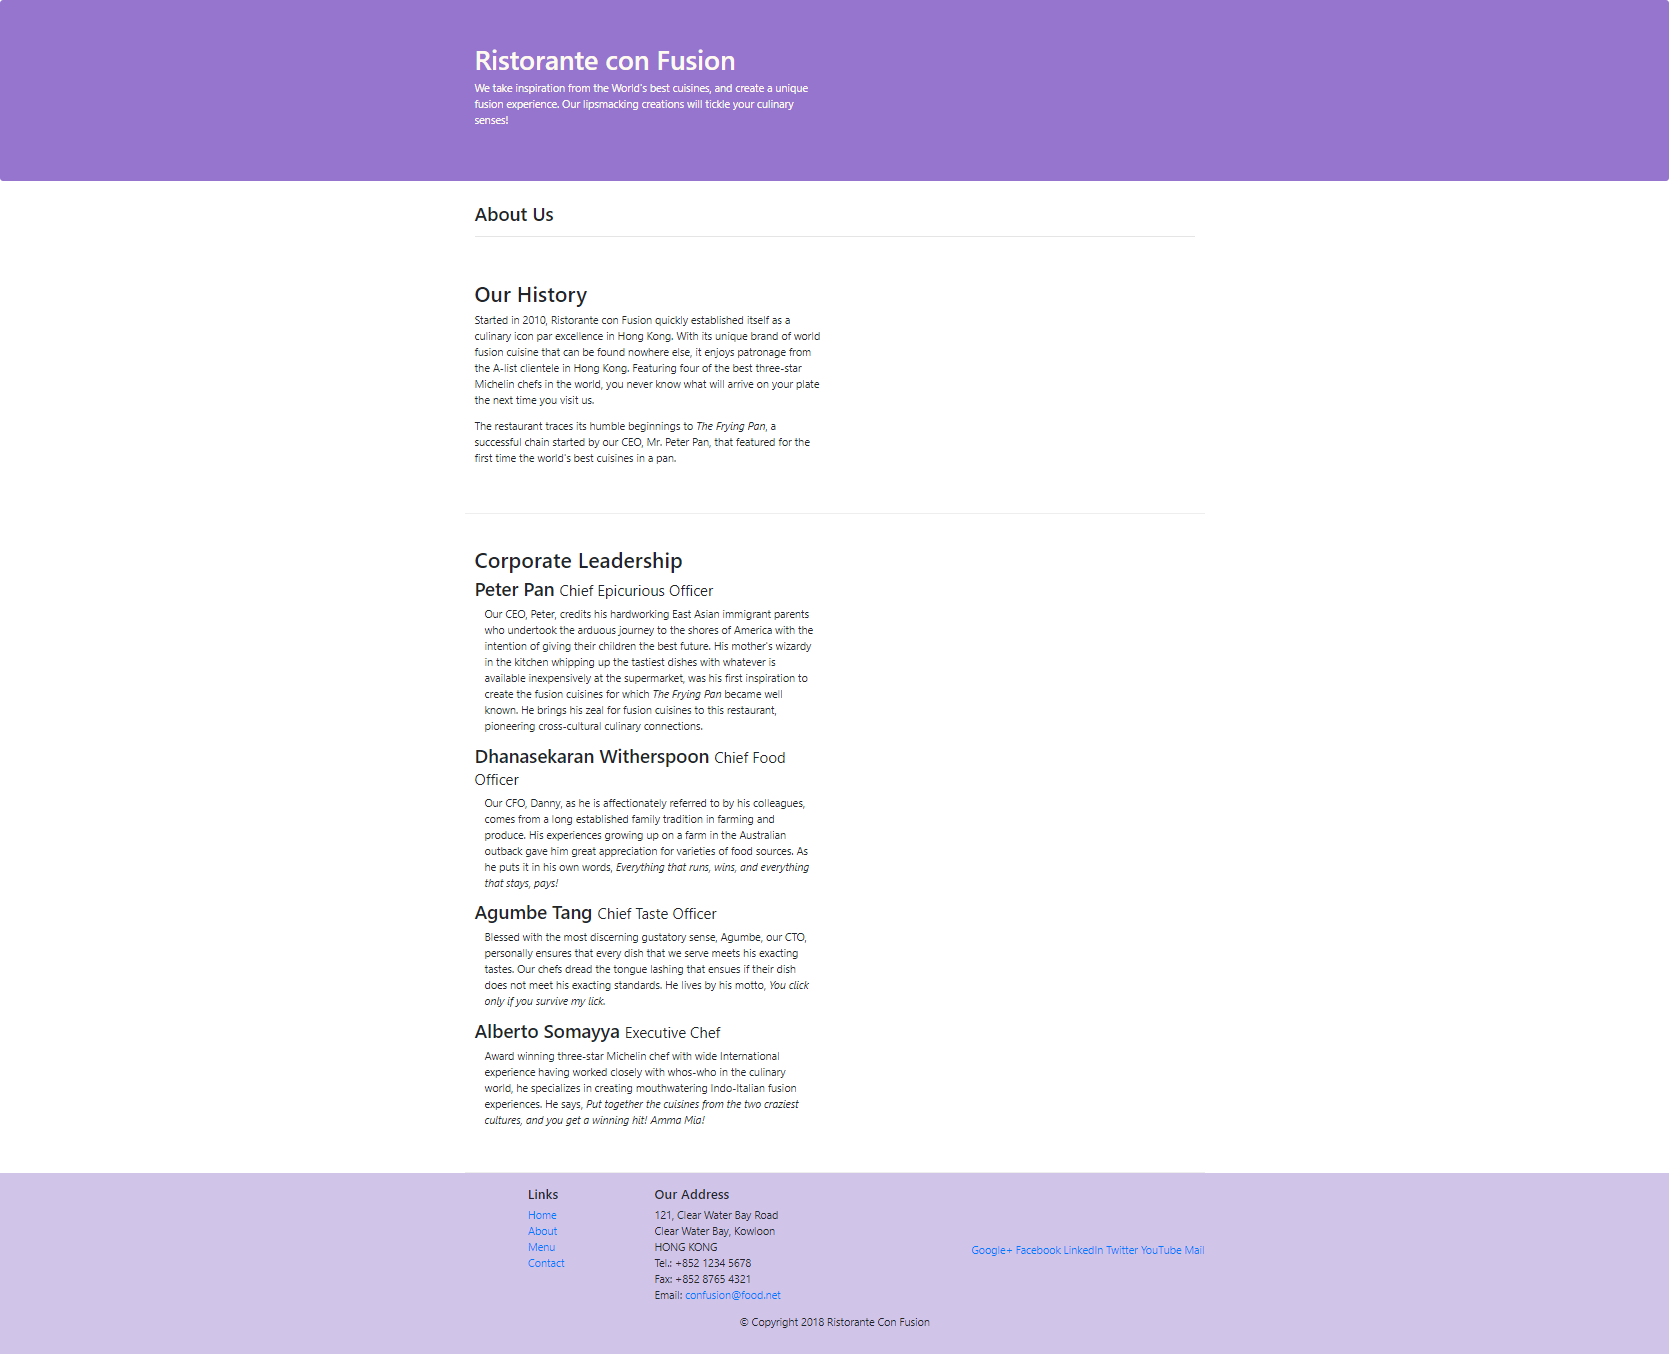 Ristorante con Fusion
We take inspiration from the World's best cuisines, and create a unique
fusion experience. Our lipsmacking creations will tickle your culinary
senses!
About Us
Our History
Started in 2010, Ristorante con Fusion quickly established itself as a
culinary icon par excellence in Hong Kong. With its unique brand of world
fusion cuisine that can be found nowhere else, it enjoys patronage from
the A-list clientele in Hong Kong. Featuring four of the best three-star
Michelin chefs in the world, you never know what will arrive on your plate
the next time you visit us.
The restaurant traces its humble beginnings to The Frying Pan, a
successful chain started by our CEO, Mr. Peter Pan, that featured for the
first time the world's best cuisines in a pan.
Corporate Leadership
Peter Pan Chief Epicurious Officer
Our CEO, Peter, credits his hardworking East Asian immigrant parents
who undertook the arduous journey to the shores of America with the
intention of giving their children the best future. His mother's wizardy
in the kitchen whipping up the tastiest dishes with whatever is
available inexpensively at the supermarket, was his first inspiration to
create the fusion cuisines for which The Frying Pan became well
known. He brings his zeal for fusion cuisines to this restaurant,
pioneering cross-cultural culinary connections.
Dhanasekaran Witherspoon Chief Food
Officer
Our CFO, Danny, as he is affectionately referred to by his colleagues,
comes from a long established family tradition in farming and
produce. His experiences growing up on a farm in the Australian
outback gave him great appreciation for varieties of food sources. As
he puts it in his own words, Everything that runs, wins, and everything
that stays, pays!
Agumbe Tang Chief Taste Officer
Blessed with the most discerning gustatory sense, Agumbe, our CTO,
personally ensures that every dish that we serve meets his exacting
tastes. Our chefs dread the tongue lashing that ensues if their dish
does not meet his exacting standards. He lives by his motto, You click
only if you survive my lick.
Alberto Somayya Executive Chef
Award winning three-star Michelin chef with wide International
experience having worked closely with whos-who in the culinary
world, he specializes in creating mouthwatering Indo-Italian fusion
experiences. He says, Put together the cuisines from the two craziest
cultures, and you get a winning hit! Amma Mia!
Links
Home
About
Menu
Contact
Our Address
121, Clear Water Bay Road
Clear Water Bay, Kowloon
HONG KONG
Tel.: +852 1234 5678
Fax: +852 8765 4321
Email: confusion@food.net
Google+ Facebook LinkedIn Twitter YouTube Mail
© Copyright 2018 Ristorante Con Fusion